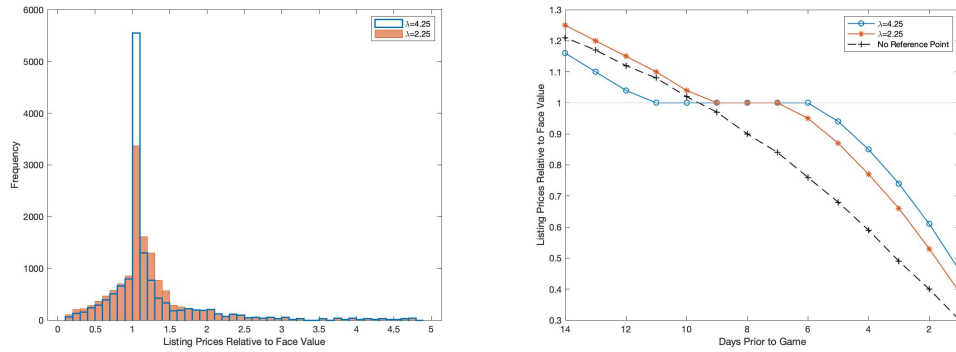 6000
5000
4000
3000
2000
1000
0
Frequency
λ=4.25
λ=2.25
0 0.5 1 1.5 2 2.5 3 3.5 4 4.5 5
Listing Prices Relative to Face Value
1.3
1.2
1.1
1
0.9
0.8
0.7
0.6
0.5
0.4
0.3
Listing Prices Relative to Face Value
λ=4.25
λ=2.25
No Reference Point
14 12 10 8 6 4 2
Days Prior to Game